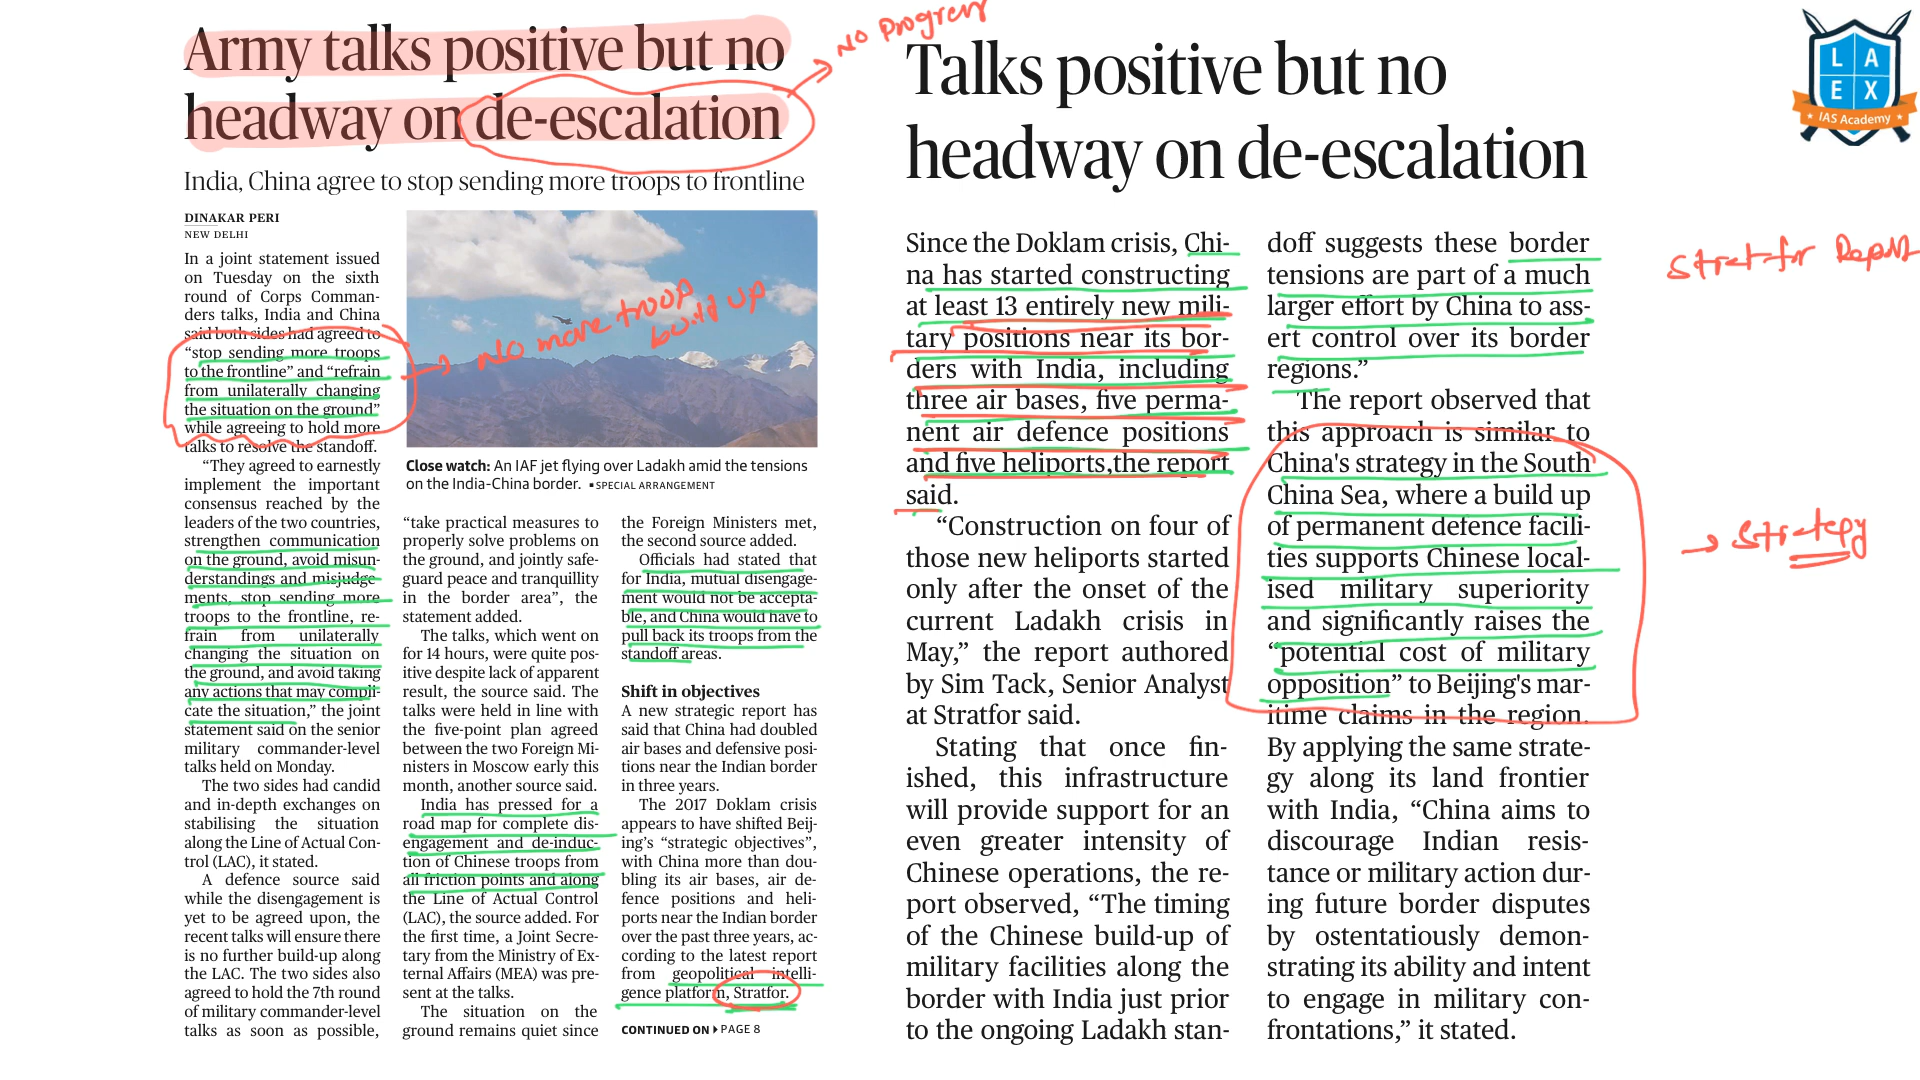 Army talks positive but no
headway on de-escalation
No Progress
India, China agree to stop sending more troops to frontline
DINAKAR PERI
NEW DELHI
In a joint statement issued
on Tuesday on the sixth
round of Corps Comman-
ders talks, India and China
said both sides had agreed to
“stop sending more troops
to the frontline” and “refrain
from unilaterally changing
the situation on the ground”
while agreeing to hold more
talks to resolve the standoff.
“They agreed to earnestly
implement the important
consensus reached by the
leaders of the two countries,
strengthen communication
on the ground, avoid misun-
derstandings and misjudge-
ments, stop sending more
troops to the frontline, re-
frain from unilaterally
changing the situation on
the ground, and avoid taking
any actions that may compli-
cate the situation,” the joint
statement said on the senior
military commander-level
talks held on Monday.
The two sides had candid
and in-depth exchanges on
stabilising the situation
along the Line of Actual Con-
trol (LAC), it stated.
A defence source said
while the disengagement is
yet to be agreed upon, the
recent talks will ensure there
is no further build-up along
the LAC. The two sides also
agreed to hold the 7th round
of military commander-level
talks as soon as possible,
No more troop
build up
Close watch: An IAF jet flying over Ladakh amid the tensions
on the India-China border. ▪ SPECIAL ARRANGEMENT
“take practical measures to
properly solve problems on
the ground, and jointly safe-
guard peace and tranquillity
in the border area”, the
statement added.
The talks, which went on
for 14 hours, were quite pos-
itive despite lack of apparent
result, the source said. The
talks were held in line with
the five-point plan agreed
between the two Foreign Mi-
nisters in Moscow early this
month, another source said.
India has pressed for a
road map for complete dis-
engagement and de-induc-
tion of Chinese troops from
all friction points and along
the Line of Actual Control
(LAC), the source added. For
the first time, a Joint Secre-
tary from the Ministry of Ex-
ternal Affairs (MEA) was pre-
sent at the talks.
The situation on the
ground remains quiet since
the Foreign Ministers met,
the second source added.
Officials had stated that
for India, mutual disengage-
ment would not be accepta-
ble, and China would have to
pull back its troops from the
standoff areas.
Shift in objectives
A new strategic report has
said that China had doubled
air bases and defensive posi-
tions near the Indian border
in three years.
The 2017 Doklam crisis
appears to have shifted Beij-
ing’s “strategic objectives”,
with China more than dou-
bling its air bases, air de-
fence positions and heli-
ports near the Indian border
over the past three years, ac-
cording to the latest report
from geopolitical intelli-
gence platform, Stratfor.
CONTINUED ON ▸ PAGE 8
Talks positive but no
headway on de-escalation
Since the Doklam crisis, Chi-
na has started constructing
at least 13 entirely new mili-
tary positions near its bor-
ders with India, including
three air bases, five perma-
nent air defence positions
and five heliports,the report
said.
“Construction on four of
those new heliports started
only after the onset of the
current Ladakh crisis in
May,” the report authored
by Sim Tack, Senior Analyst
at Stratfor said.
Stating that once fin-
ished, this infrastructure
will provide support for an
even greater intensity of
Chinese operations, the re-
port observed, “The timing
of the Chinese build-up of
military facilities along the
border with India just prior
to the ongoing Ladakh stan-
doff suggests these border
tensions are part of a much
larger effort by China to ass-
ert control over its border
regions.”
The report observed that
this approach is similar to
China's strategy in the South
China Sea, where a build up
of permanent defence facili-
ties supports Chinese local-
ised military superiority
and significantly raises the
“potential cost of military
opposition” to Beijing's mar-
itime claims in the region.
By applying the same strate-
gy along its land frontier
with India, “China aims to
discourage Indian resis-
tance or military action dur-
ing future border disputes
by ostentatiously demon-
strating its ability and intent
to engage in military con-
frontations,” it stated.
LA
EX
IAS Academy
Stratfor Report
Strategy